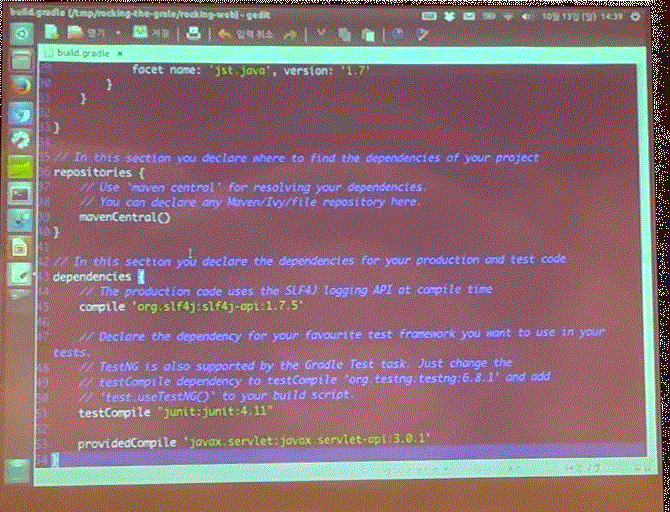 build.gradle (/tmp/rocking-the-grale/rocking-web) - gedit
10월 13일 (일) 14:39
열기 저장 입력 취소
build.gradle ×
facet name: 'jst.java', version: '1.7'
}
}
}
// In this section you declare where to find the dependencies of your project
repositories {
// Use 'maven central' for resolving your dependencies.
// You can declare any Maven/Ivy/file repository here.
mavenCentral()
}
// In this section you declare the dependencies for your production and test code
dependencies {
// The production code uses the SLF4J logging API at compile time
compile 'org.slf4j:slf4j-api:1.7.5'
// Declare the dependency for your favourite test framework you want to use in your
tests.
// TestNG is also supported by the Gradle Test task. Just change the
// testCompile dependency to testCompile 'org.testng:testng:6.8.1' and add
// 'test.useTestNG()' to your build script.
testCompile "junit:junit:4.11"
providedCompile 'javax.servlet:javax.servlet-api:3.0.1'
}